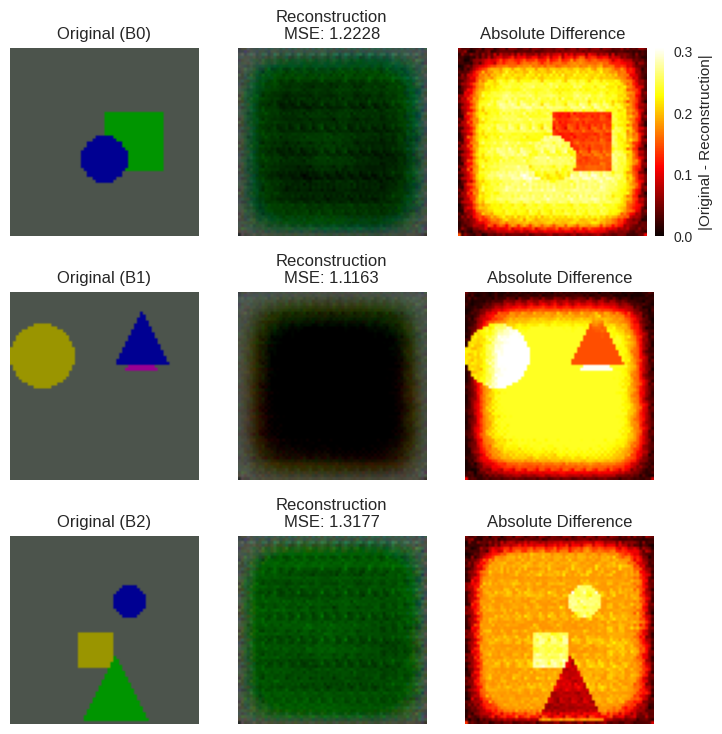 Original (B0)
Reconstruction
MSE: 1.2228
Absolute Difference
0.3
0.2
0.1
0.0
|Original - Reconstruction|
Original (B1)
Reconstruction
MSE: 1.1163
Absolute Difference
Original (B2)
Reconstruction
MSE: 1.3177
Absolute Difference